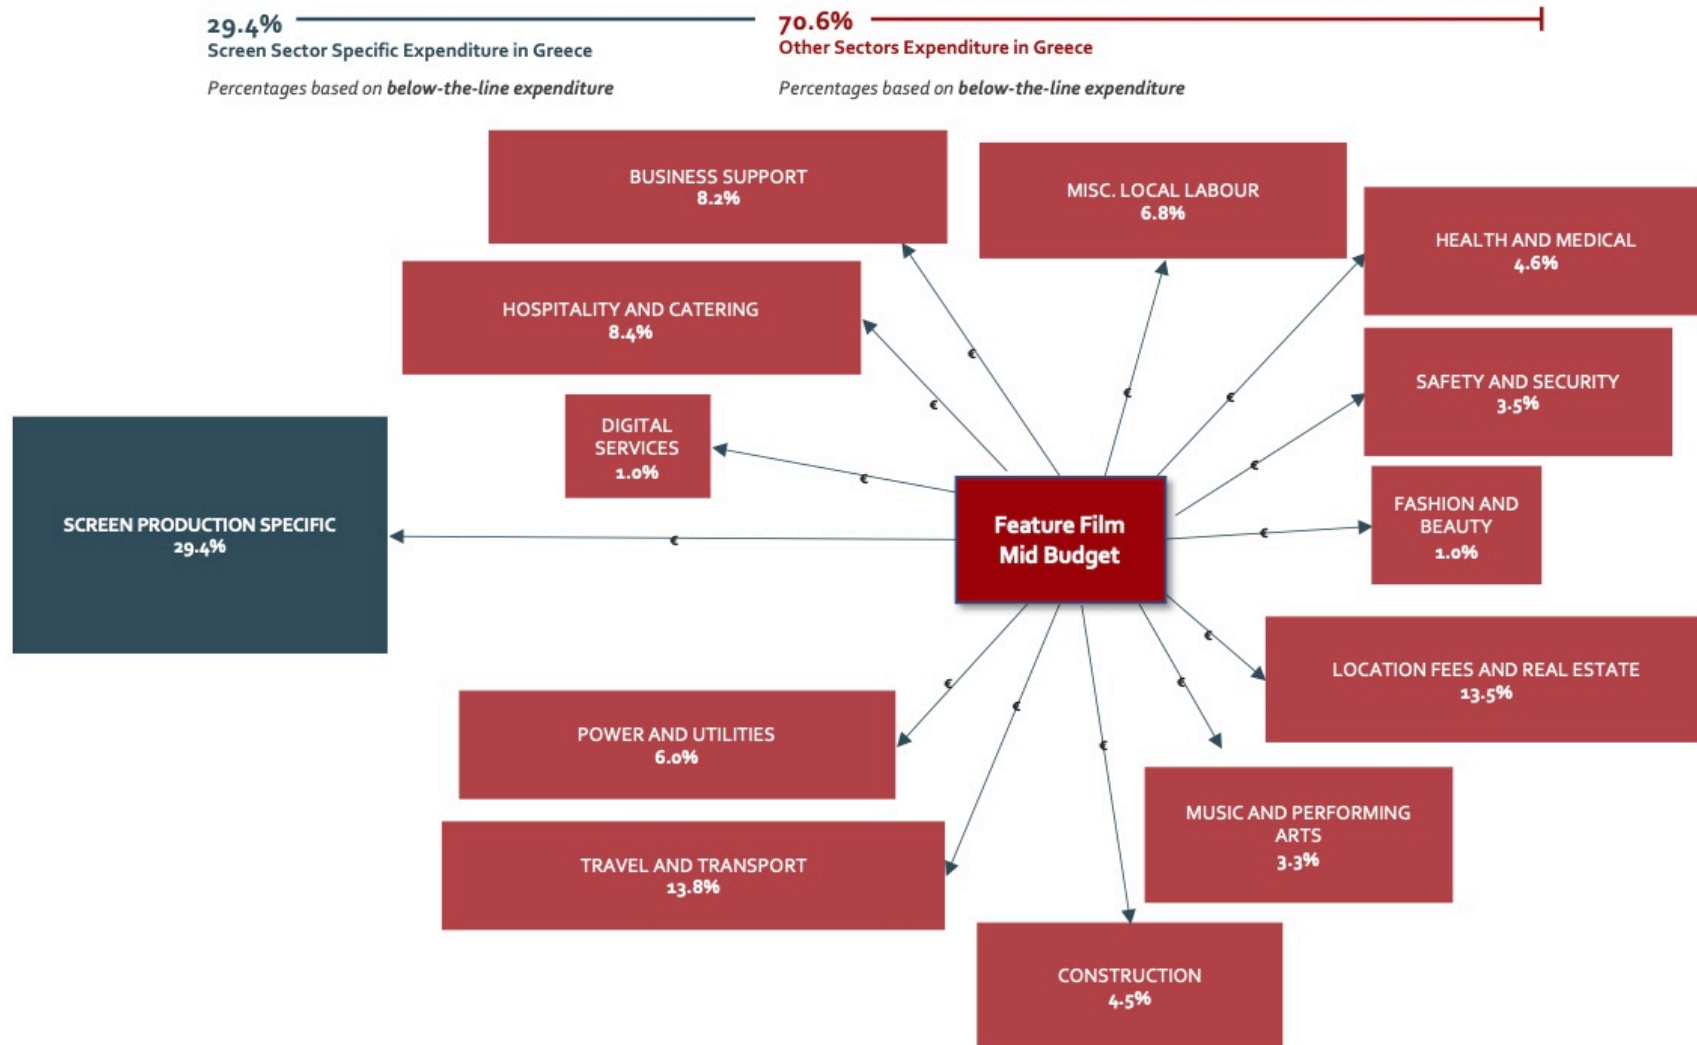 29.4%
Screen Sector Specific Expenditure in Greece
Percentages based on below-the-line expenditure
70.6%
Other Sectors Expenditure in Greece
Percentages based on below-the-line expenditure
BUSINESS SUPPORT
8.2%
MISC. LOCAL LABOUR
6.8%
HEALTH AND MEDICAL
4.6%
HOSPITALITY AND CATERING
8.4%
SAFETY AND SECURITY
3.5%
DIGITAL
SERVICES
1.0%
FASHION AND
BEAUTY
1.0%
SCREEN PRODUCTION SPECIFIC
29.4%
Feature Film
Mid Budget
LOCATION FEES AND REAL ESTATE
13.5%
POWER AND UTILITIES
6.0%
MUSIC AND PERFORMING
ARTS
3.3%
TRAVEL AND TRANSPORT
13.8%
CONSTRUCTION
4.5%
€
€
€
€
€
€
€
€
€
€
€
€
€